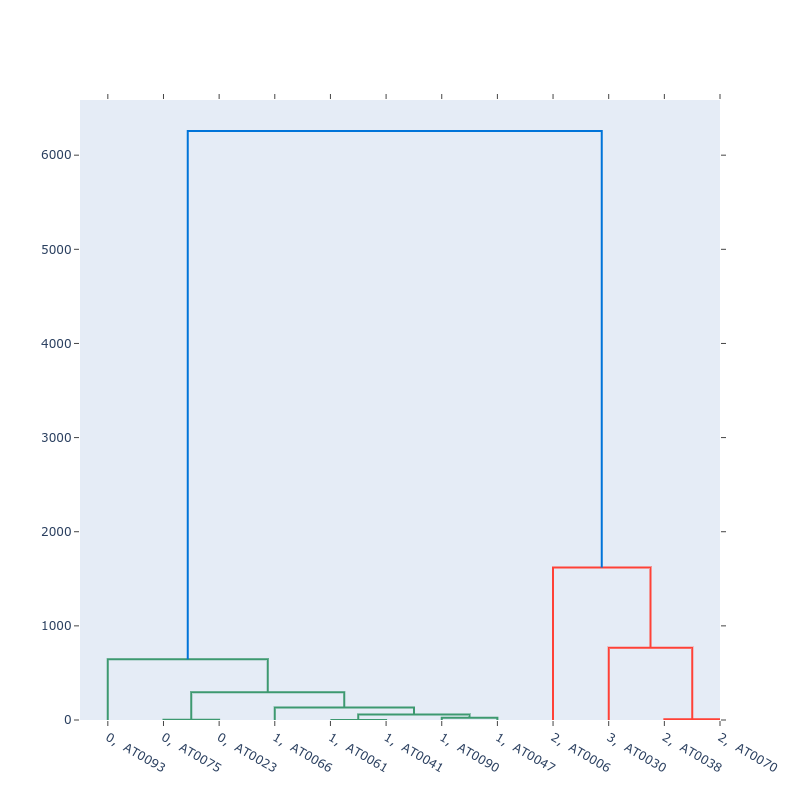 6000
5000
4000
3000
2000
1000
0
0, AT0093
0, AT0075
0, AT0023
1, AT0066
1, AT0061
1, AT0041
1, AT0090
1, AT0047
2, AT0006
3, AT0030
2, AT0038
2, AT0070